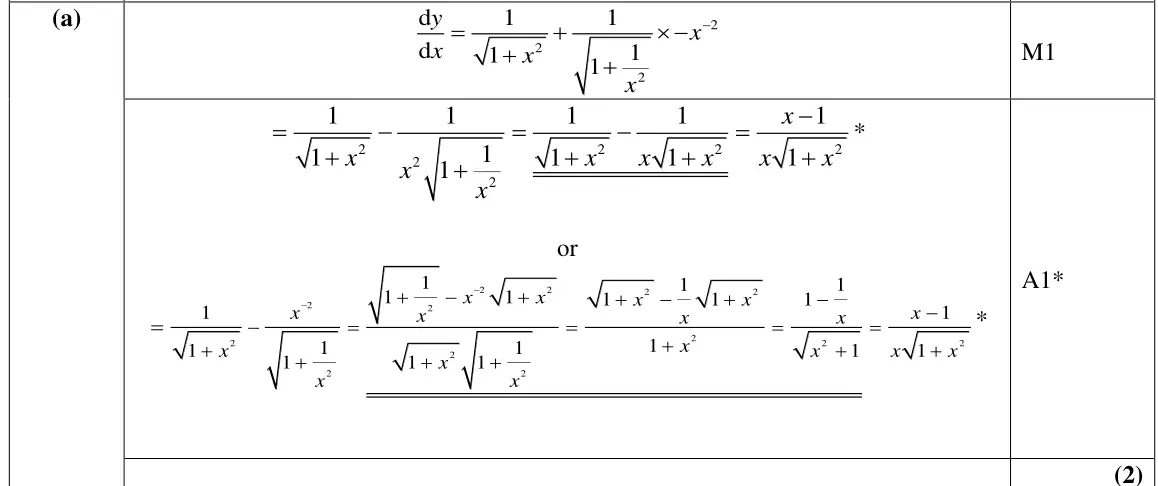 (a)
dy/dx = 1/√(1 + x²) + 1/√(1 + 1/x²) × −x⁻²
M1
= 1/√(1 + x²) − 1/(x²√(1 + 1/x²)) = 1/√(1 + x²) − 1/(x√(1 + x²)) = (x − 1)/(x√(1 + x²)) *
or
= 1/√(1 + x²) − x⁻²/√(1 + 1/x²) = (√(1 + 1/x²) − x⁻²√(1 + x²))/(√(1 + x²)√(1 + 1/x²)) = (√(1 + x²) − (1/x)√(1 + x²))/(1 + x²) = (1 − 1/x)/√(x² + 1) = (x − 1)/(x√(1 + x²)) *
A1*
(2)